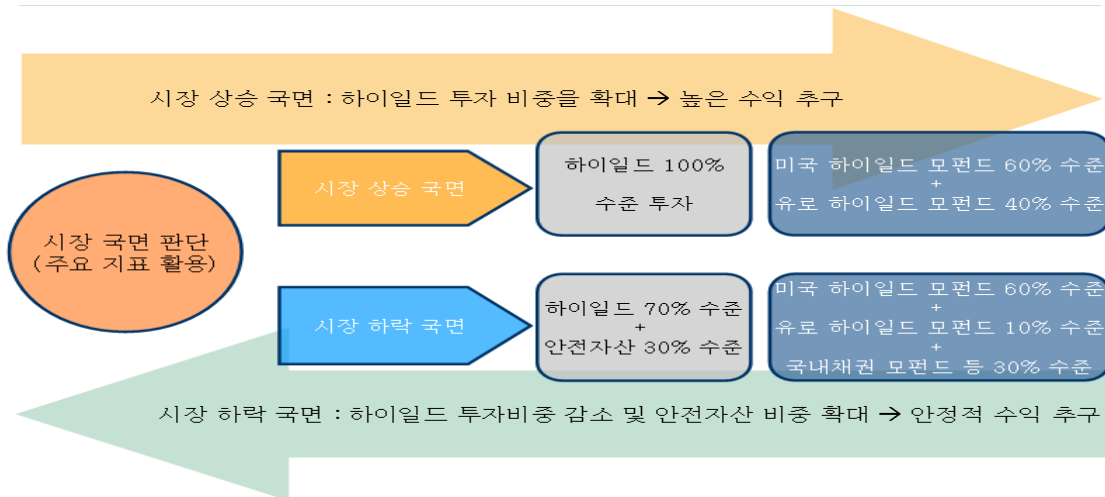 시장 상승 국면 : 하이일드 투자 비중을 확대 → 높은 수익 추구
시장 국면 판단
(주요 지표 활용)
시장 상승 국면
하이일드 100%
수준 투자
미국 하이일드 모펀드 60% 수준
+
유로 하이일드 모펀드 40% 수준
시장 하락 국면
하이일드 70% 수준
+
안전자산 30% 수준
미국 하이일드 모펀드 60% 수준
+
유로 하이일드 모펀드 10% 수준
+
국내채권 모펀드 등 30% 수준
시장 하락 국면 : 하이일드 투자비중 감소 및 안전자산 비중 확대 → 안정적 수익 추구